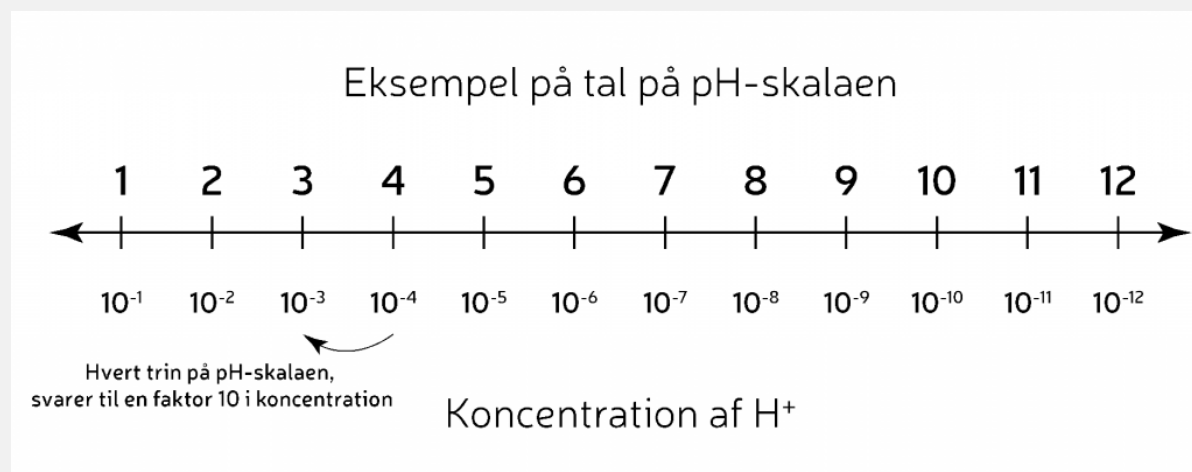 Eksempel på tal på pH-skalaen
1 2 3 4 5 6 7 8 9 10 11 12
10⁻¹ 10⁻² 10⁻³ 10⁻⁴ 10⁻⁵ 10⁻⁶ 10⁻⁷ 10⁻⁸ 10⁻⁹ 10⁻¹⁰ 10⁻¹¹ 10⁻¹²
Hvert trin på pH-skalaen,
svarer til en faktor 10 i koncentration
Koncentration af H⁺